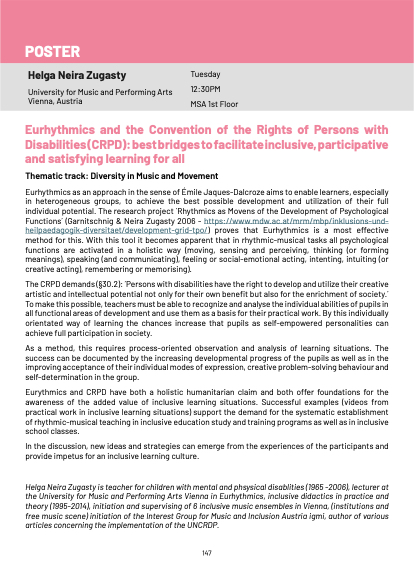 POSTER
Helga Neira Zugasty
University for Music and Performing Arts
Vienna, Austria
Tuesday
12:30PM
MSA 1st Floor
Eurhythmics and the Convention of the Rights of Persons with
Disabilities (CRPD): best bridges to facilitate inclusive, participative
and satisfying learning for all
Thematic track: Diversity in Music and Movement
Eurhythmics as an approach in the sense of Émile Jaques-Dalcroze aims to enable learners, especially
in heterogeneous groups, to achieve the best possible development and utilization of their full
individual potential. The research project ´Rhythmics as Movens of the Development of Psychological
Functions´ (Garnitschnig & Neira Zugasty 2006 - https://www.mdw.ac.at/mrm/mbp/inklusions-und-
heilpaedagogik-diversitaet/development-grid-tpo/) proves that Eurhythmics is a most effective
method for this. With this tool it becomes apparent that in rhythmic-musical tasks all psychological
functions are activated in a holistic way (moving, sensing and perceiving, thinking (or forming
meanings), speaking (and communicating), feeling or social-emotional acting, intenting, intuiting (or
creative acting), remembering or memorising).
The CRPD demands (§30.2): ´Persons with disabilities have the right to develop and utilize their creative
artistic and intellectual potential not only for their own benefit but also for the enrichment of society.´
To make this possible, teachers must be able to recognize and analyse the individual abilities of pupils in
all functional areas of development and use them as a basis for their practical work. By this individually
orientated way of learning the chances increase that pupils as self-empowered personalities can
achieve full participation in society.
As a method, this requires process-oriented observation and analysis of learning situations. The
success can be documented by the increasing developmental progress of the pupils as well as in the
improving acceptance of their individual modes of expression, creative problem-solving behaviour and
self-determination in the group.
Eurythmics and CRPD have both a holistic humanitarian claim and both offer foundations for the
awareness of the added value of inclusive learning situations. Successful examples (videos from
practical work in inclusive learning situations) support the demand for the systematic establishment
of rhythmic-musical teaching in inclusive education study and training programs as well as in inclusive
school classes.
In the discussion, new ideas and strategies can emerge from the experiences of the participants and
provide impetus for an inclusive learning culture.
Helga Neira Zugasty is teacher for children with mental and phsysical disablities (1965 -2006), lecturer at
the University for Music and Performing Arts Vienna in Eurhythmics, inclusive didactics in practice and
theory (1995-2014), initiation and supervising of 6 inclusive music ensembles in Vienna, (institutions and
free music scene) initiation of the Interest Group for Music and Inclusion Austria igmi, author of various
articles concerning the implementation of the UNCRDP.
147